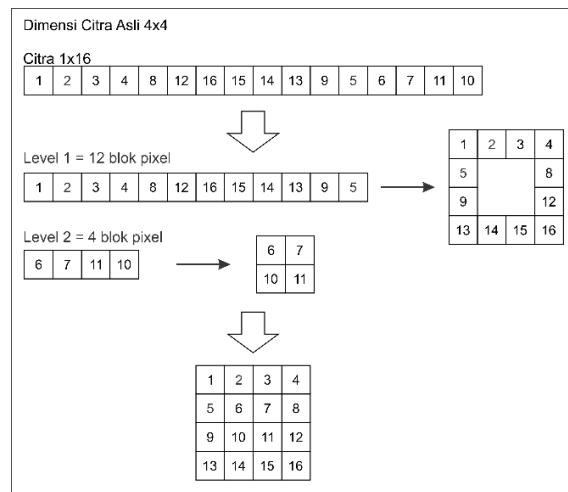 Dimensi Citra Asli 4x4
Citra 1x16
1 2 3 4 8 12 16 15 14 13 9 5 6 7 11 10
Level 1 = 12 blok pixel
1 2 3 4 8 12 16 15 14 13 9 5
1 2 3 4
5 8
9 12
13 14 15 16
Level 2 = 4 blok pixel
6 7 11 10
6 7
10 11
1 2 3 4
5 6 7 8
9 10 11 12
13 14 15 16